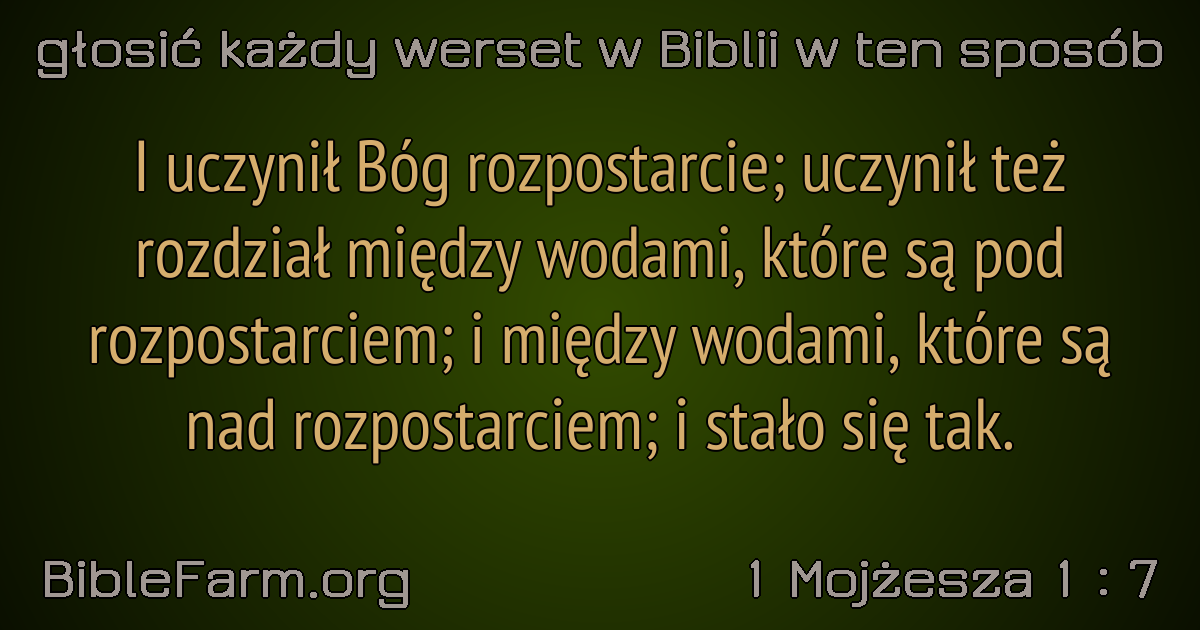 głosić każdy werset w Biblii w ten sposób
I uczynił Bóg rozpostarcie; uczynił też
rozdział między wodami, które są pod
rozpostarciem; i między wodami, które są
nad rozpostarciem; i stało się tak.
BibleFarm.org
1 Mojżesza 1 : 7